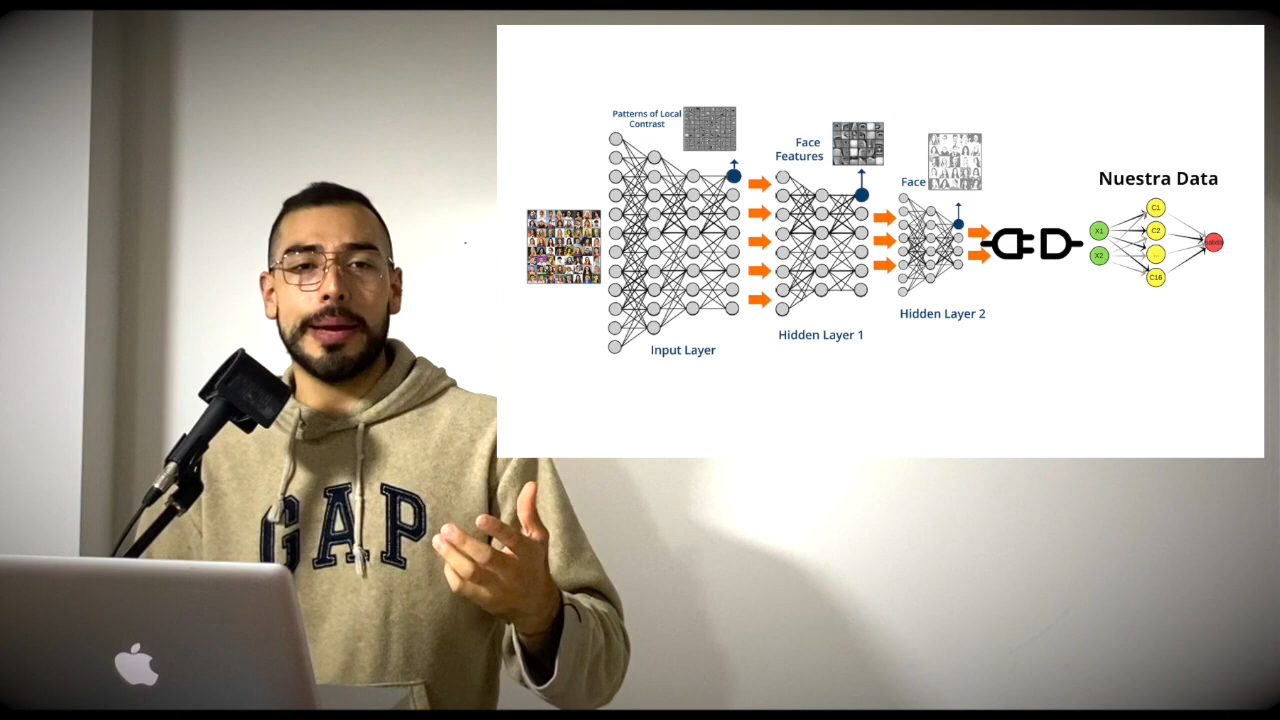 Patterns of Local
Contrast
Face
Features
Face
Nuestra Data
X1
X2
C1
C2
...
C16
salida
Input Layer
Hidden Layer 1
Hidden Layer 2
GAP